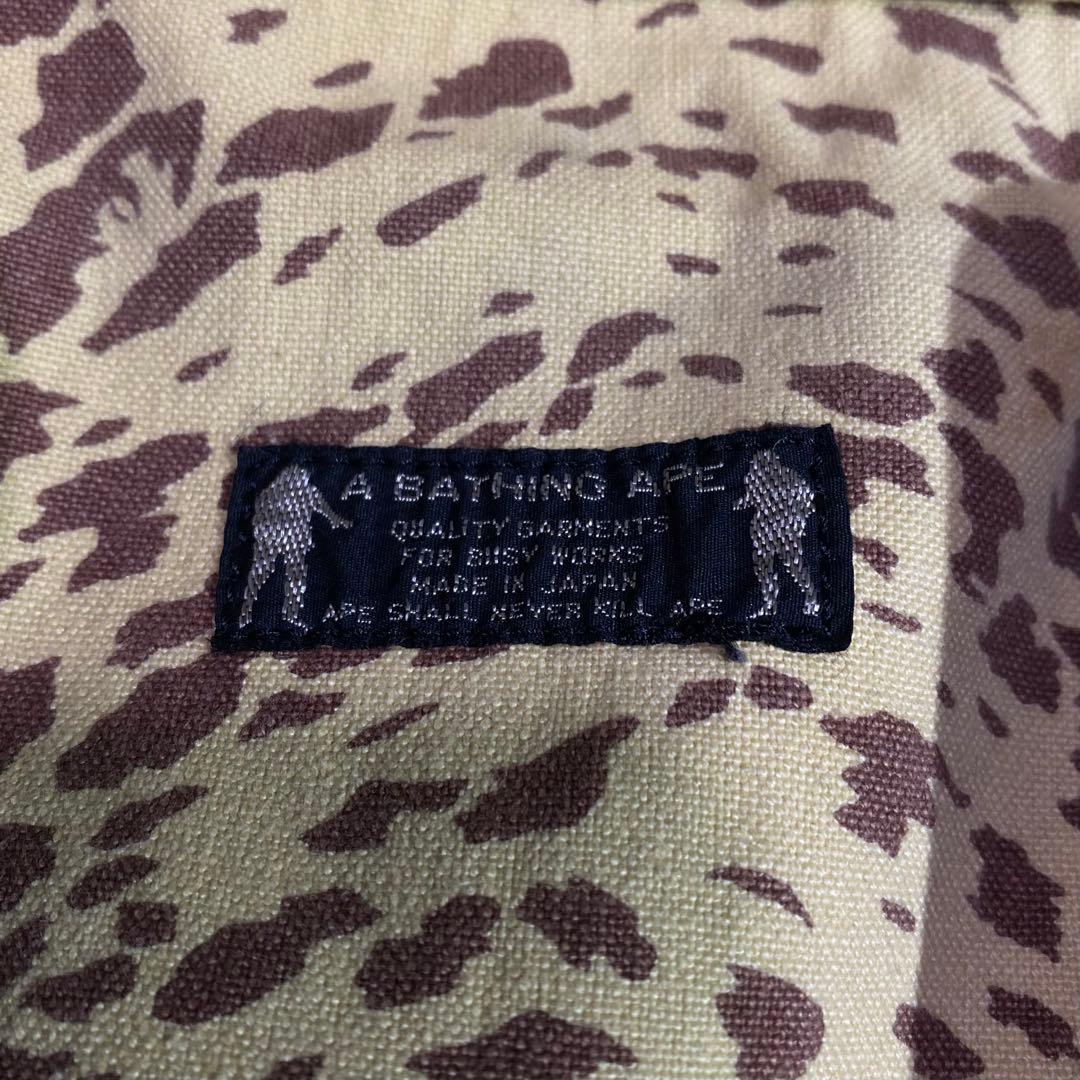 A BATHING APE
QUALITY GARMENTS
FOR BUSY WORKS
MADE IN JAPAN
APE SHALL NEVER KILL APE